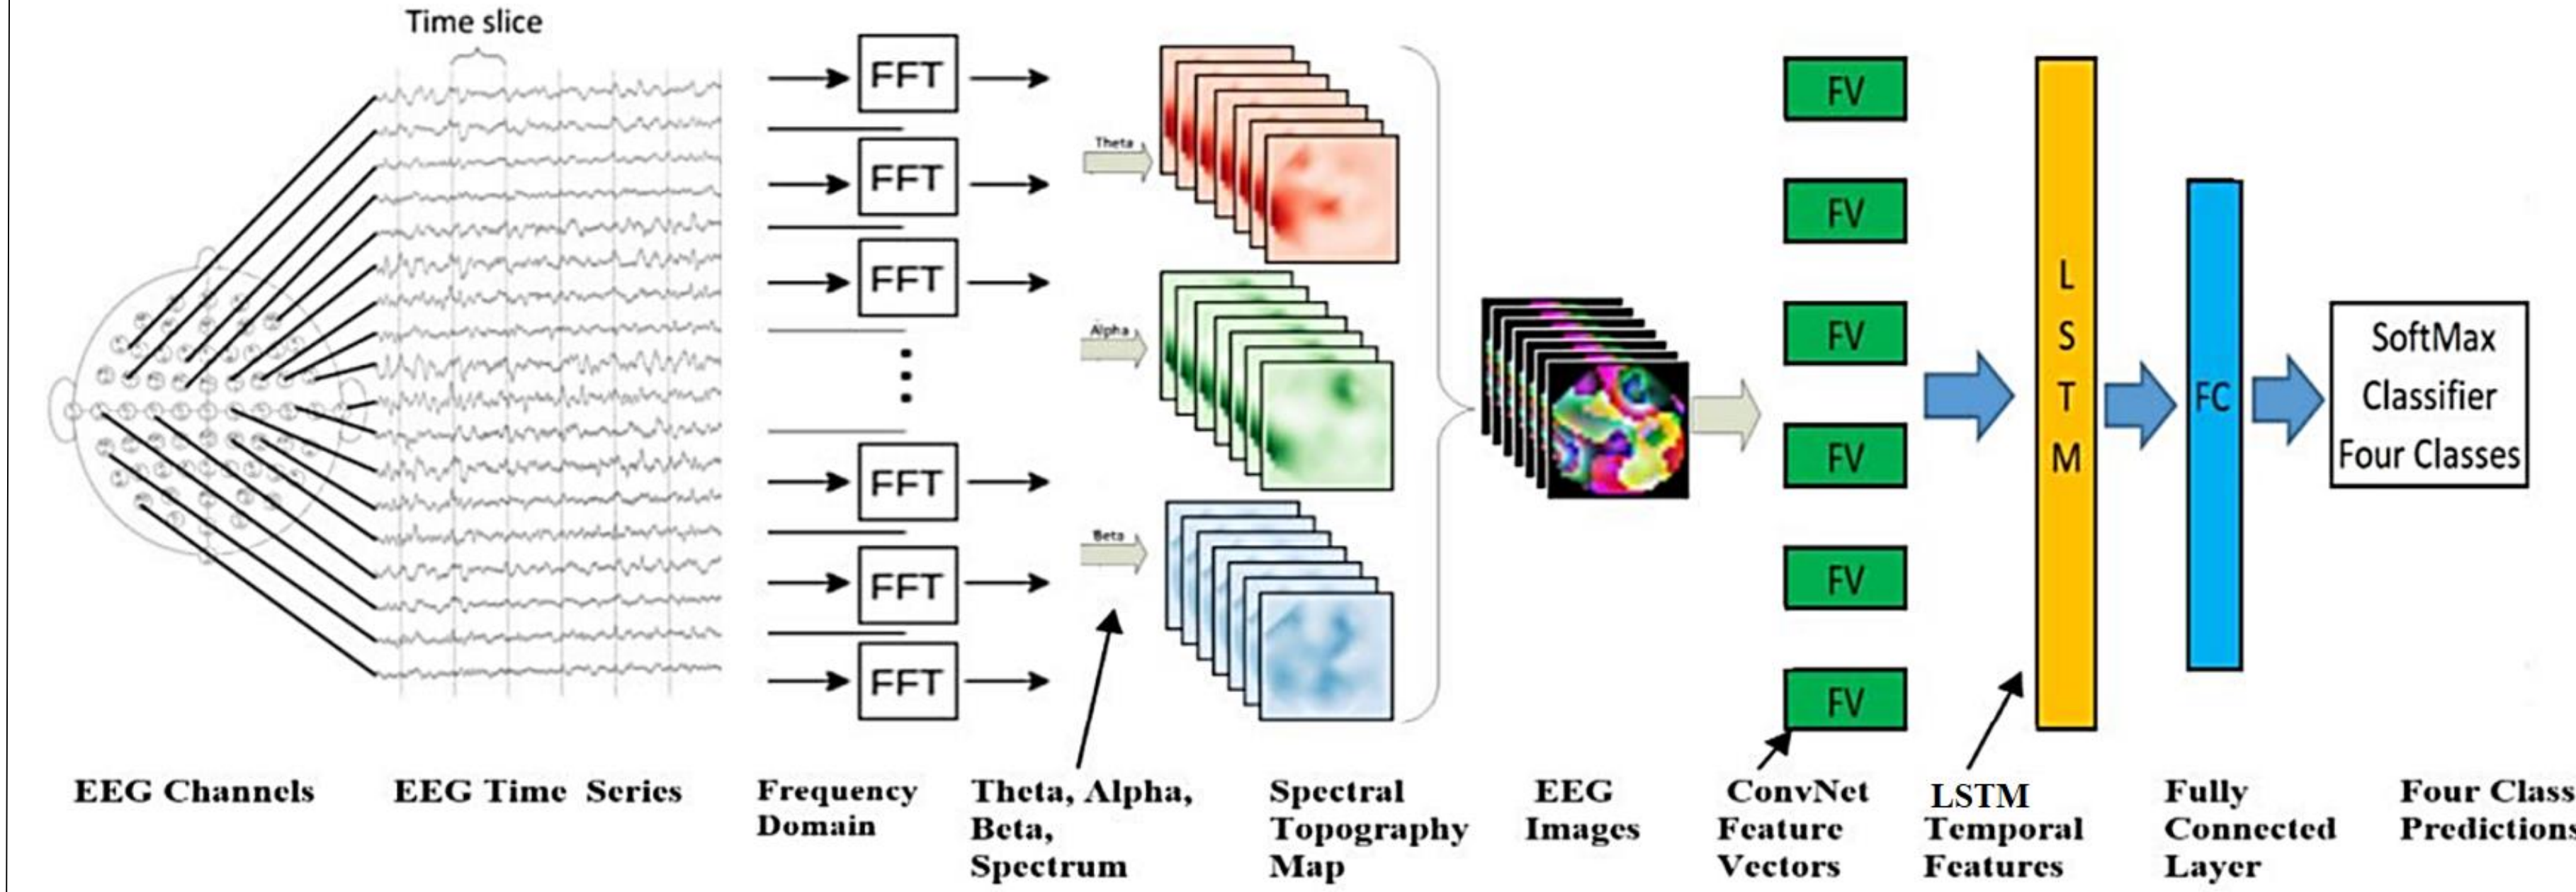 Time slice
FFT
FFT
FFT
FFT
FFT
FFT
Theta
Alpha
Beta
FV
FV
FV
FV
FV
FV
L
S
T
M
FC
SoftMax
Classifier
Four Classes
EEG Channels
EEG Time Series
Frequency
Domain
Theta, Alpha,
Beta,
Spectrum
Spectral
Topography
Map
EEG
Images
ConvNet
Feature
Vectors
LSTM
Temporal
Features
Fully
Connected
Layer
Four Class
Predictions